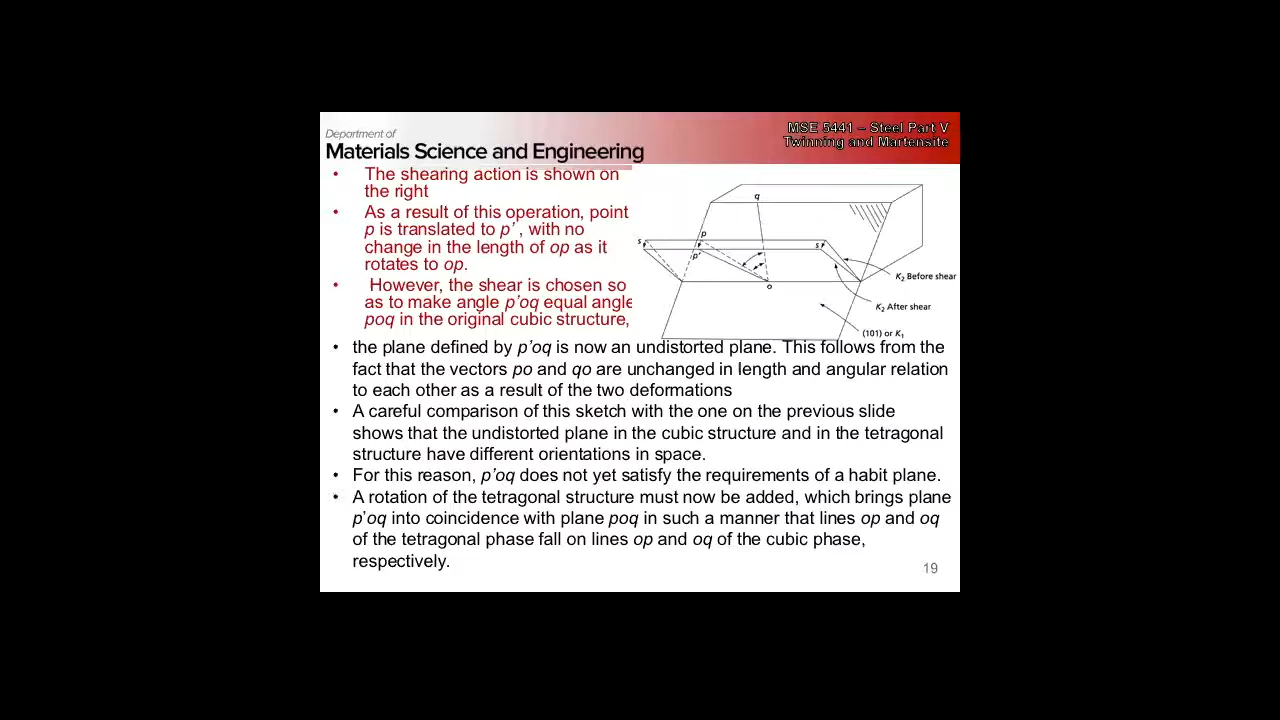 Department of
Materials Science and Engineering
MSE 5441 – Steel Part V
Twinning and Martensite
• The shearing action is shown on
the right
• As a result of this operation, point
p is translated to p’ , with no
change in the length of op as it
rotates to op.
• However, the shear is chosen so
as to make angle p’oq equal angle
poq in the original cubic structure,
q
s
p
p'
s
o
K2 Before shear
K2 After shear
(101) or K1
• the plane defined by p’oq is now an undistorted plane. This follows from the
fact that the vectors po and qo are unchanged in length and angular relation
to each other as a result of the two deformations
• A careful comparison of this sketch with the one on the previous slide
shows that the undistorted plane in the cubic structure and in the tetragonal
structure have different orientations in space.
• For this reason, p’oq does not yet satisfy the requirements of a habit plane.
• A rotation of the tetragonal structure must now be added, which brings plane
p’oq into coincidence with plane poq in such a manner that lines op and oq
of the tetragonal phase fall on lines op and oq of the cubic phase,
respectively.
19